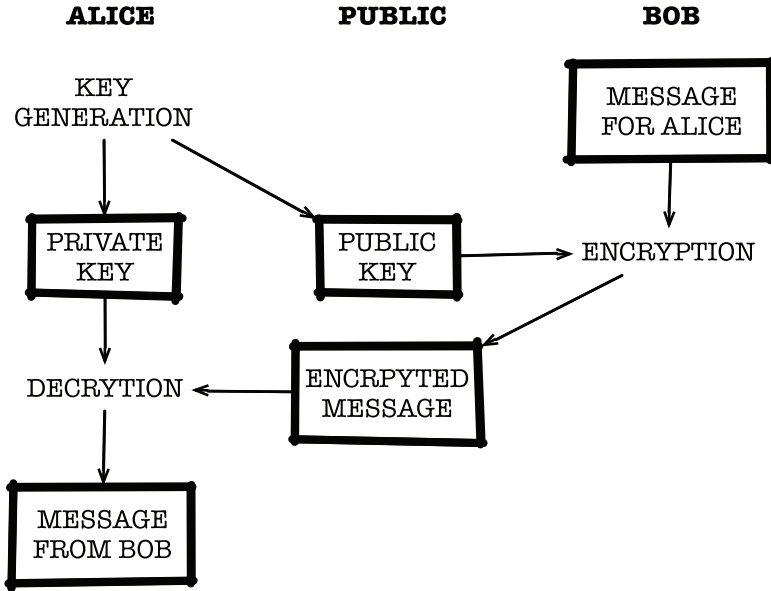 ALICE PUBLIC BOB
KEY
GENERATION
MESSAGE
FOR ALICE
PRIVATE
KEY
PUBLIC
KEY
ENCRYPTION
DECRYTION
ENCRPYTED
MESSAGE
MESSAGE
FROM BOB